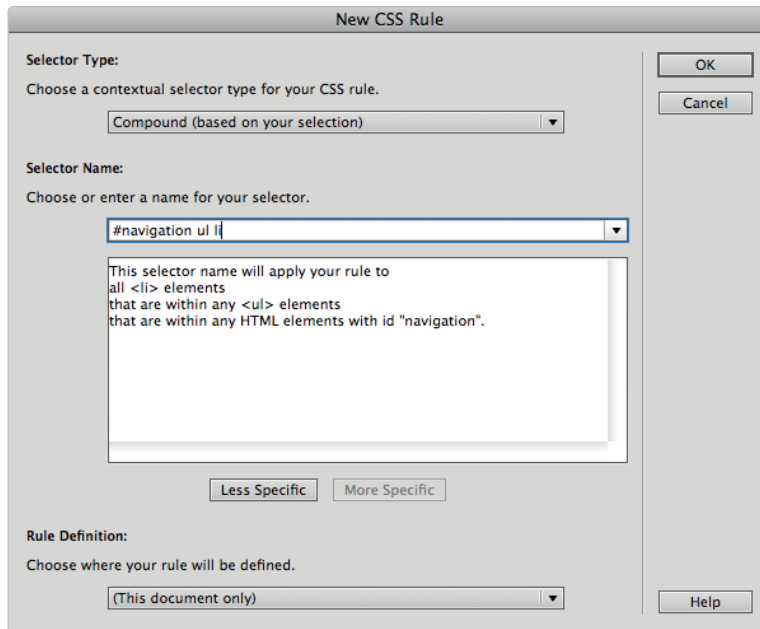 New CSS Rule
Selector Type:
Choose a contextual selector type for your CSS rule.
Compound (based on your selection)
OK
Cancel
Selector Name:
Choose or enter a name for your selector.
#navigation ul li
This selector name will apply your rule to
all <li> elements
that are within any <ul> elements
that are within any HTML elements with id "navigation".
Less Specific
More Specific
Rule Definition:
Choose where your rule will be defined.
(This document only)
Help